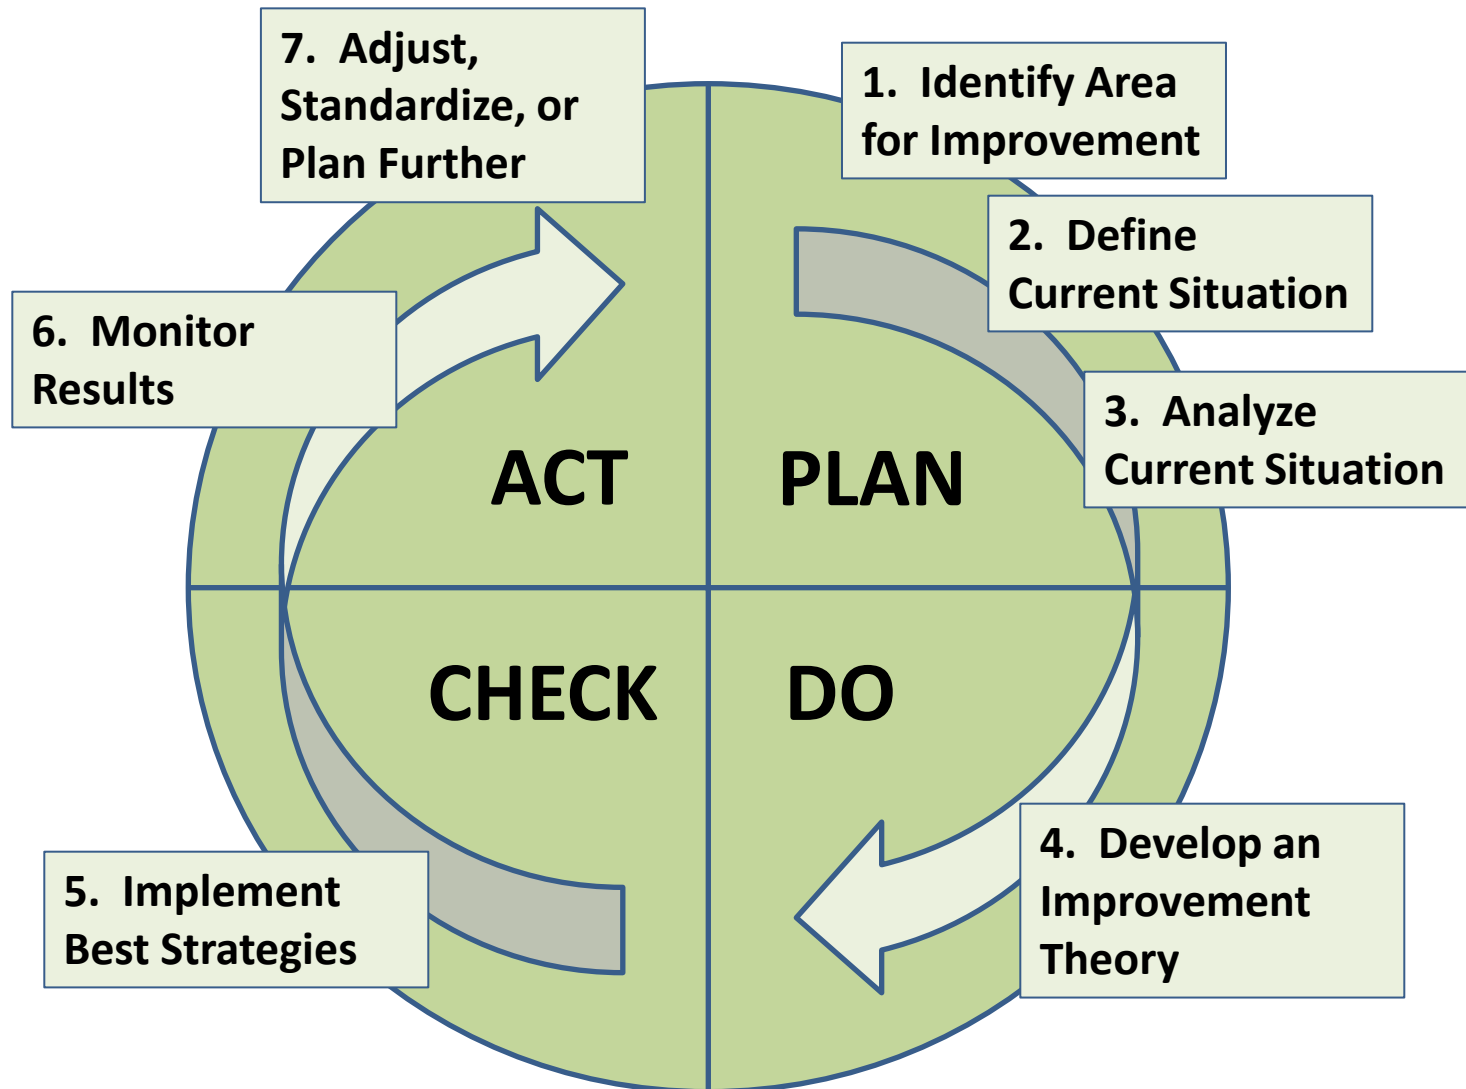 1.  Identify Area
for Improvement
2.  Define
Current Situation
3.  Analyze
Current Situation
PLAN
DO
4.  Develop an
Improvement
Theory
CHECK
5.  Implement
Best Strategies
6.  Monitor
Results
ACT
7.  Adjust,
Standardize, or
Plan Further